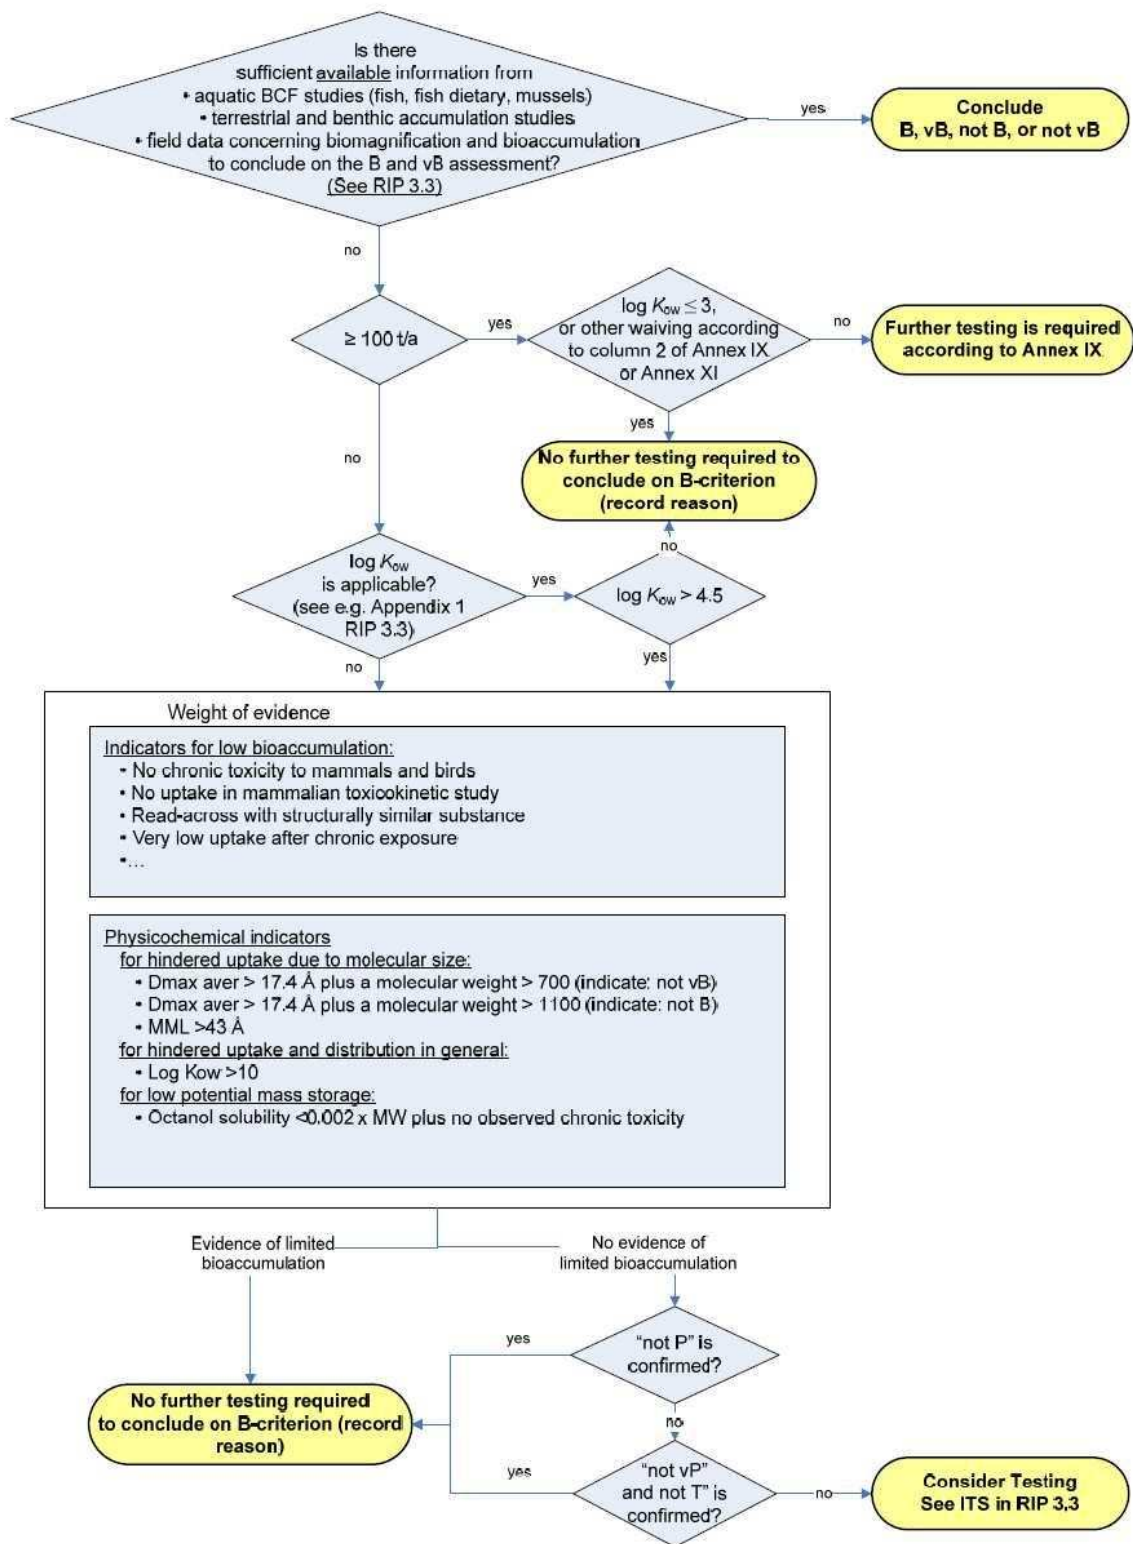 Is there
sufficient available information from
• aquatic BCF studies (fish, fish dietary, mussels)
• terrestrial and benthic accumulation studies
• field data concerning biomagnification and bioaccumulation
to conclude on the B and vB assessment?
(See RIP 3.3)
yes
Conclude
B, vB, not B, or not vB
no
≥ 100 t/a
yes
log Kow ≤ 3,
or other waiving according
to column 2 of Annex IX
or Annex XI
no
Further testing is required
according to Annex IX
yes
no
No further testing required to
conclude on B-criterion
(record reason)
no
log Kow
is applicable?
(see e.g. Appendix 1
RIP 3.3)
yes
log Kow > 4.5
no
yes
Weight of evidence
Indicators for low bioaccumulation:
• No chronic toxicity to mammals and birds
• No uptake in mammalian toxicokinetic study
• Read-across with structurally similar substance
• Very low uptake after chronic exposure
•…
Physicochemical indicators
for hindered uptake due to molecular size:
• Dmax aver > 17.4 Å plus a molecular weight > 700 (indicate: not vB)
• Dmax aver > 17.4 Å plus a molecular weight > 1100 (indicate: not B)
• MML >43 Å
for hindered uptake and distribution in general:
• Log Kow >10
for low potential mass storage:
• Octanol solubility <0.002 x MW plus no observed chronic toxicity
Evidence of limited
bioaccumulation
No evidence of
limited bioaccumulation
yes
“not P” is
confirmed?
No further testing required
to conclude on B-criterion (record
reason)
no
yes
“not vP”
and not T” is
confirmed?
no
Consider Testing
See ITS in RIP 3.3